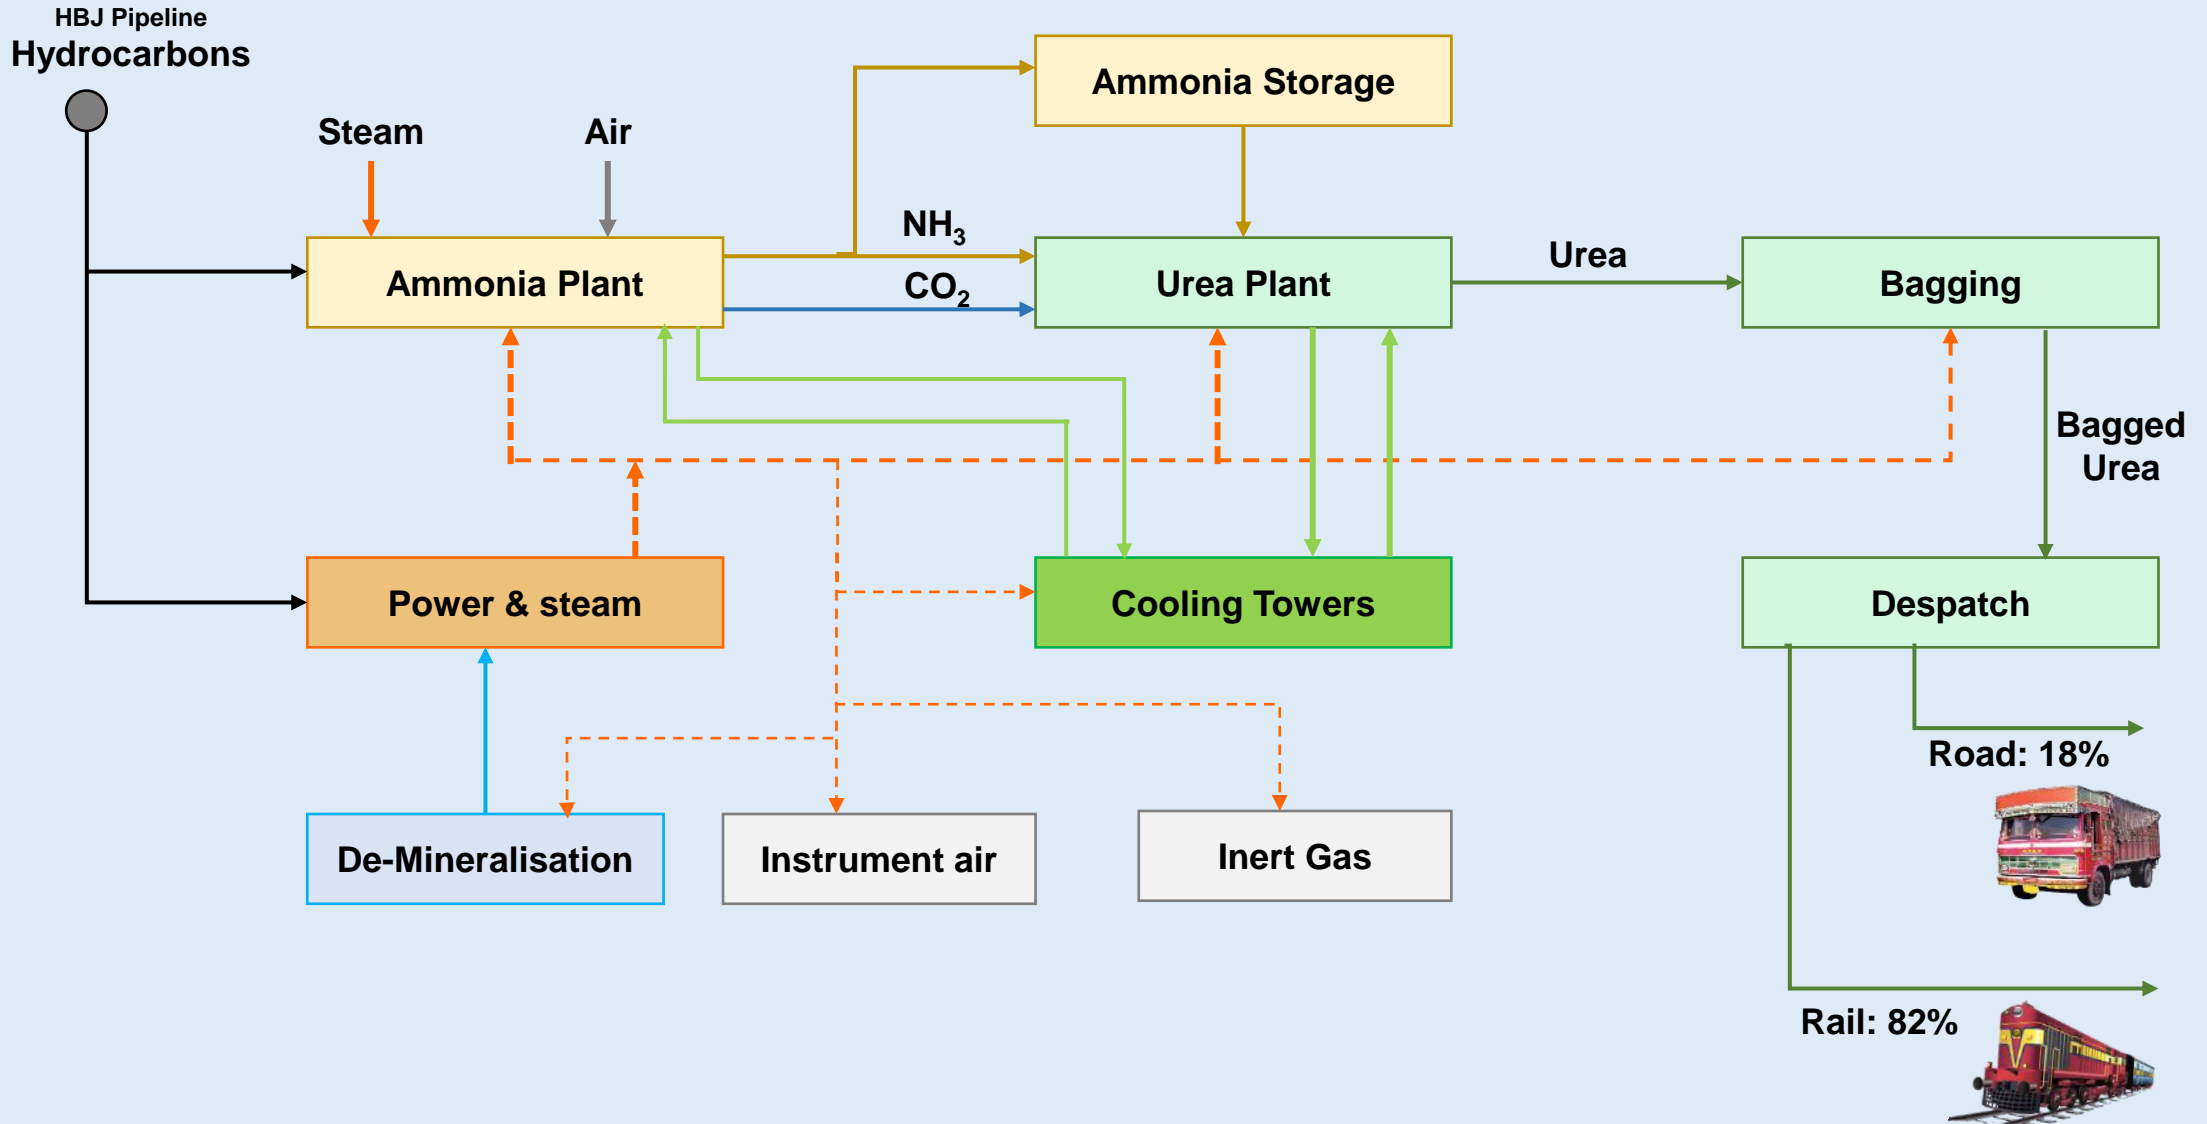 HBJ Pipeline
Hydrocarbons
Steam
Air
Ammonia Storage
NH₃
CO₂
Ammonia Plant
Urea Plant
Urea
Bagging
Bagged
Urea
Power & steam
Cooling Towers
Despatch
Road: 18%
De-Mineralisation
Instrument air
Inert Gas
Rail: 82%